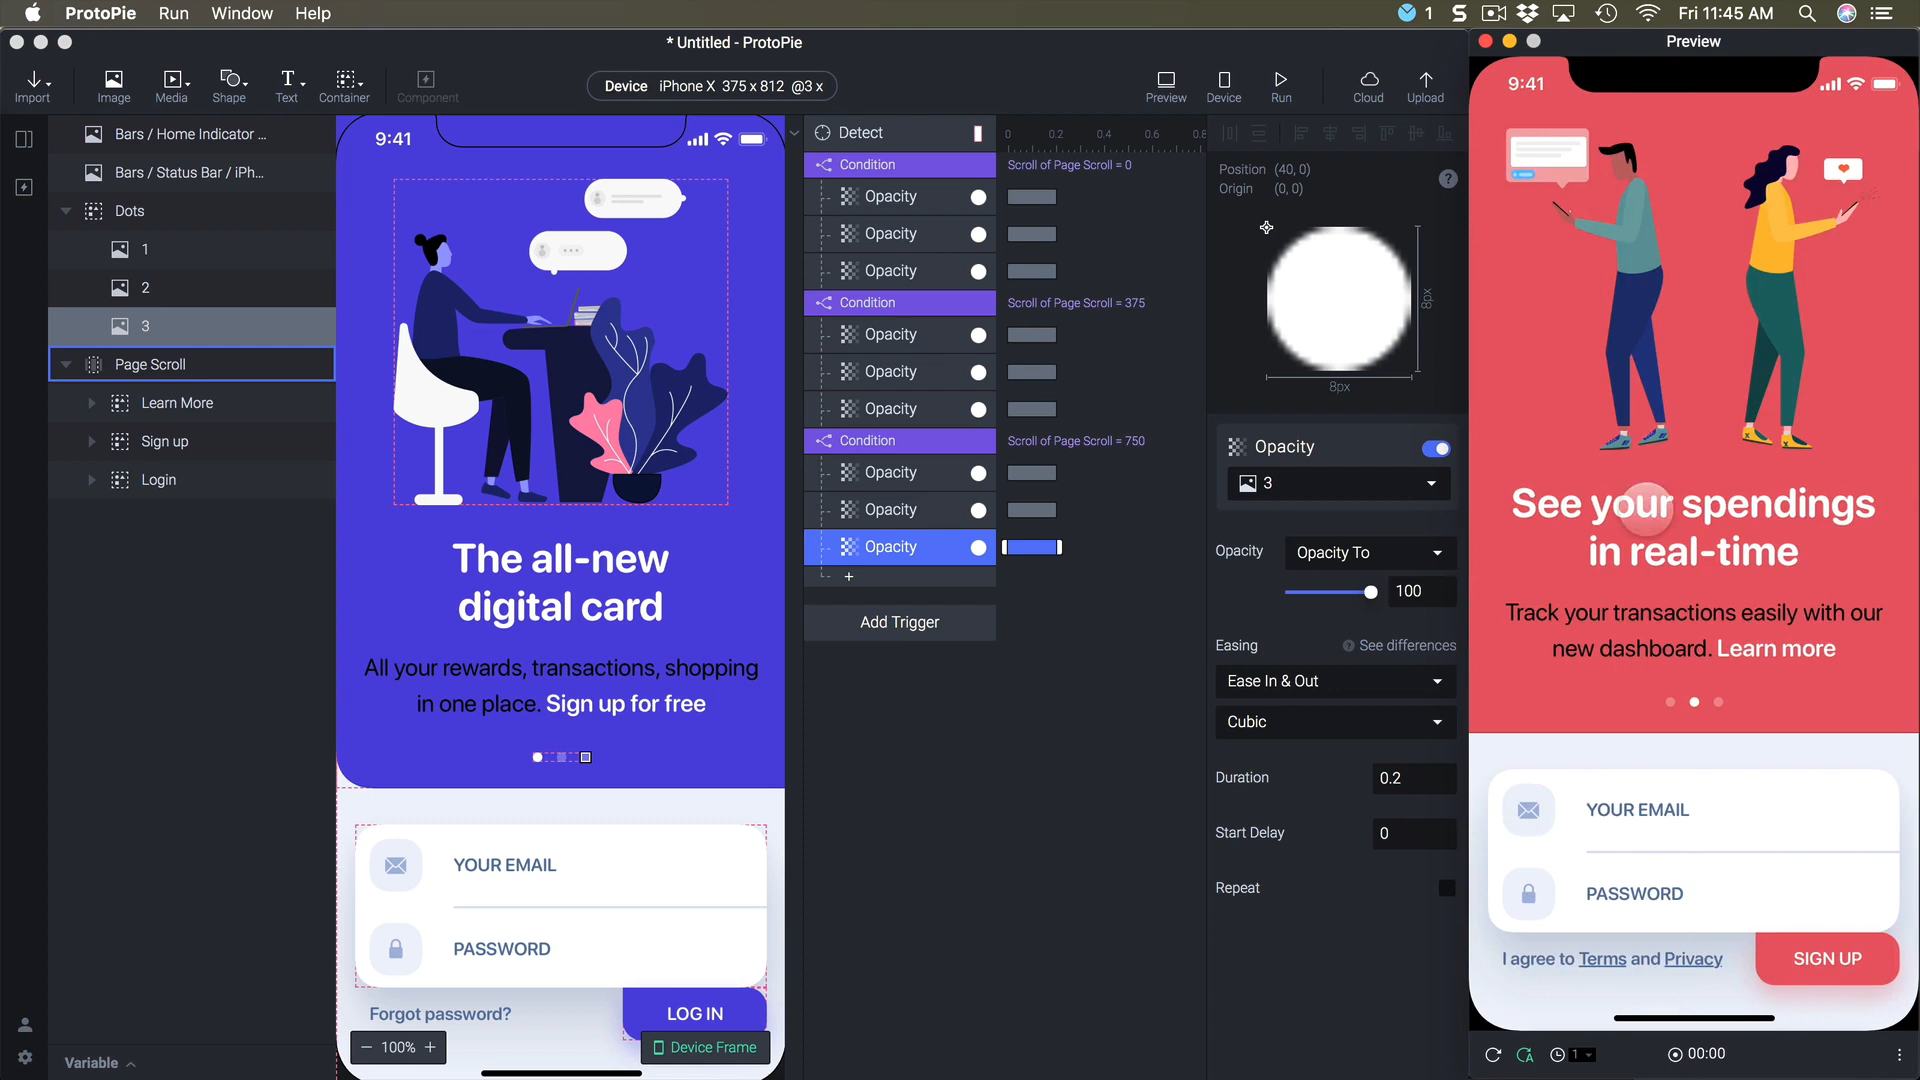 ProtoPie Run Window Help
1 S Fri 11:45 AM
* Untitled - ProtoPie
Preview
Import
Image
Media
Shape
Text
Container
Component
Device iPhone X 375 x 812 @3 x
Preview
Device
Run
Cloud
Upload
Bars / Home Indicator ...
Bars / Status Bar / iPh...
Dots
1
2
3
Page Scroll
Learn More
Sign up
Login
Variable
9:41
The all-new
digital card
All your rewards, transactions, shopping
in one place. Sign up for free
YOUR EMAIL
PASSWORD
Forgot password?
LOG IN
100%
Device Frame
Detect
0 0.2 0.4 0.6 0.8
Condition Scroll of Page Scroll = 0
Opacity
Opacity
Opacity
Condition Scroll of Page Scroll = 375
Opacity
Opacity
Opacity
Condition Scroll of Page Scroll = 750
Opacity
Opacity
Opacity
+
Add Trigger
Position (40, 0)
Origin (0, 0)
?
8px
8px
Opacity
3
Opacity Opacity To
100
Easing ? See differences
Ease In & Out
Cubic
Duration 0.2
Start Delay 0
Repeat
9:41
See your spendings
in real-time
Track your transactions easily with our
new dashboard. Learn more
YOUR EMAIL
PASSWORD
I agree to Terms and Privacy
SIGN UP
A 1 00:00